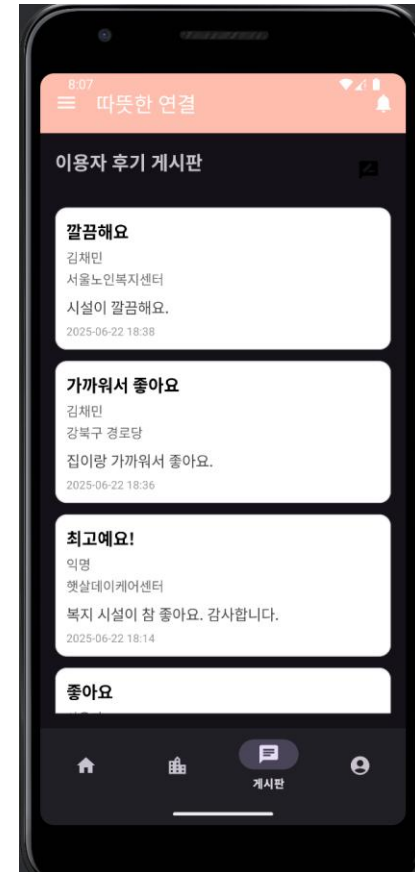 8:07
따뜻한 연결
이용자 후기 게시판
깔끔해요
김채민
서울노인복지센터
시설이 깔끔해요.
2025-06-22 18:38
가까워서 좋아요
김채민
강북구 경로당
집이랑 가까워서 좋아요.
2025-06-22 18:36
최고예요!
익명
햇살데이케어센터
복지 시설이 참 좋아요. 감사합니다.
2025-06-22 18:14
좋아요
게시판